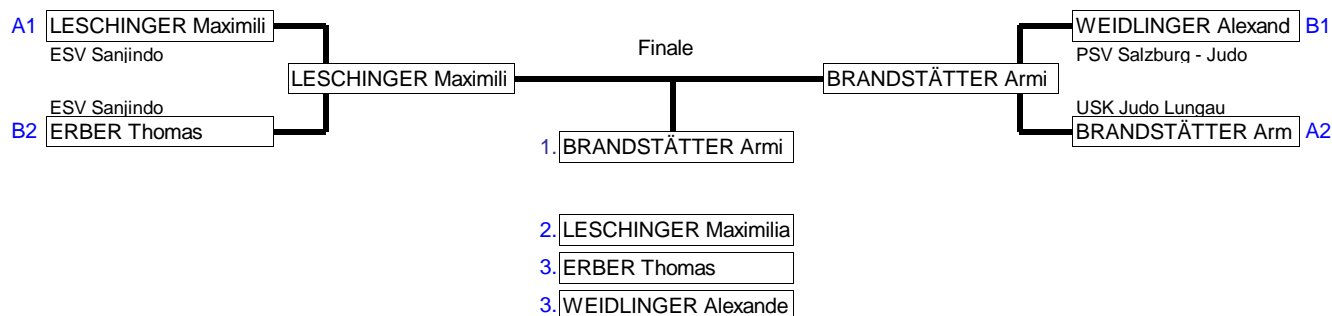 A1 LESCHINGER Maximili
ESV Sanjindo
WEIDLINGER Alexand B1
PSV Salzburg - Judo
Finale
LESCHINGER Maximili
BRANDSTÄTTER Armi
ESV Sanjindo
B2 ERBER Thomas
USK Judo Lungau
BRANDSTÄTTER Arm A2
1. BRANDSTÄTTER Armi
2. LESCHINGER Maximilia
3. ERBER Thomas
3. WEIDLINGER Alexande